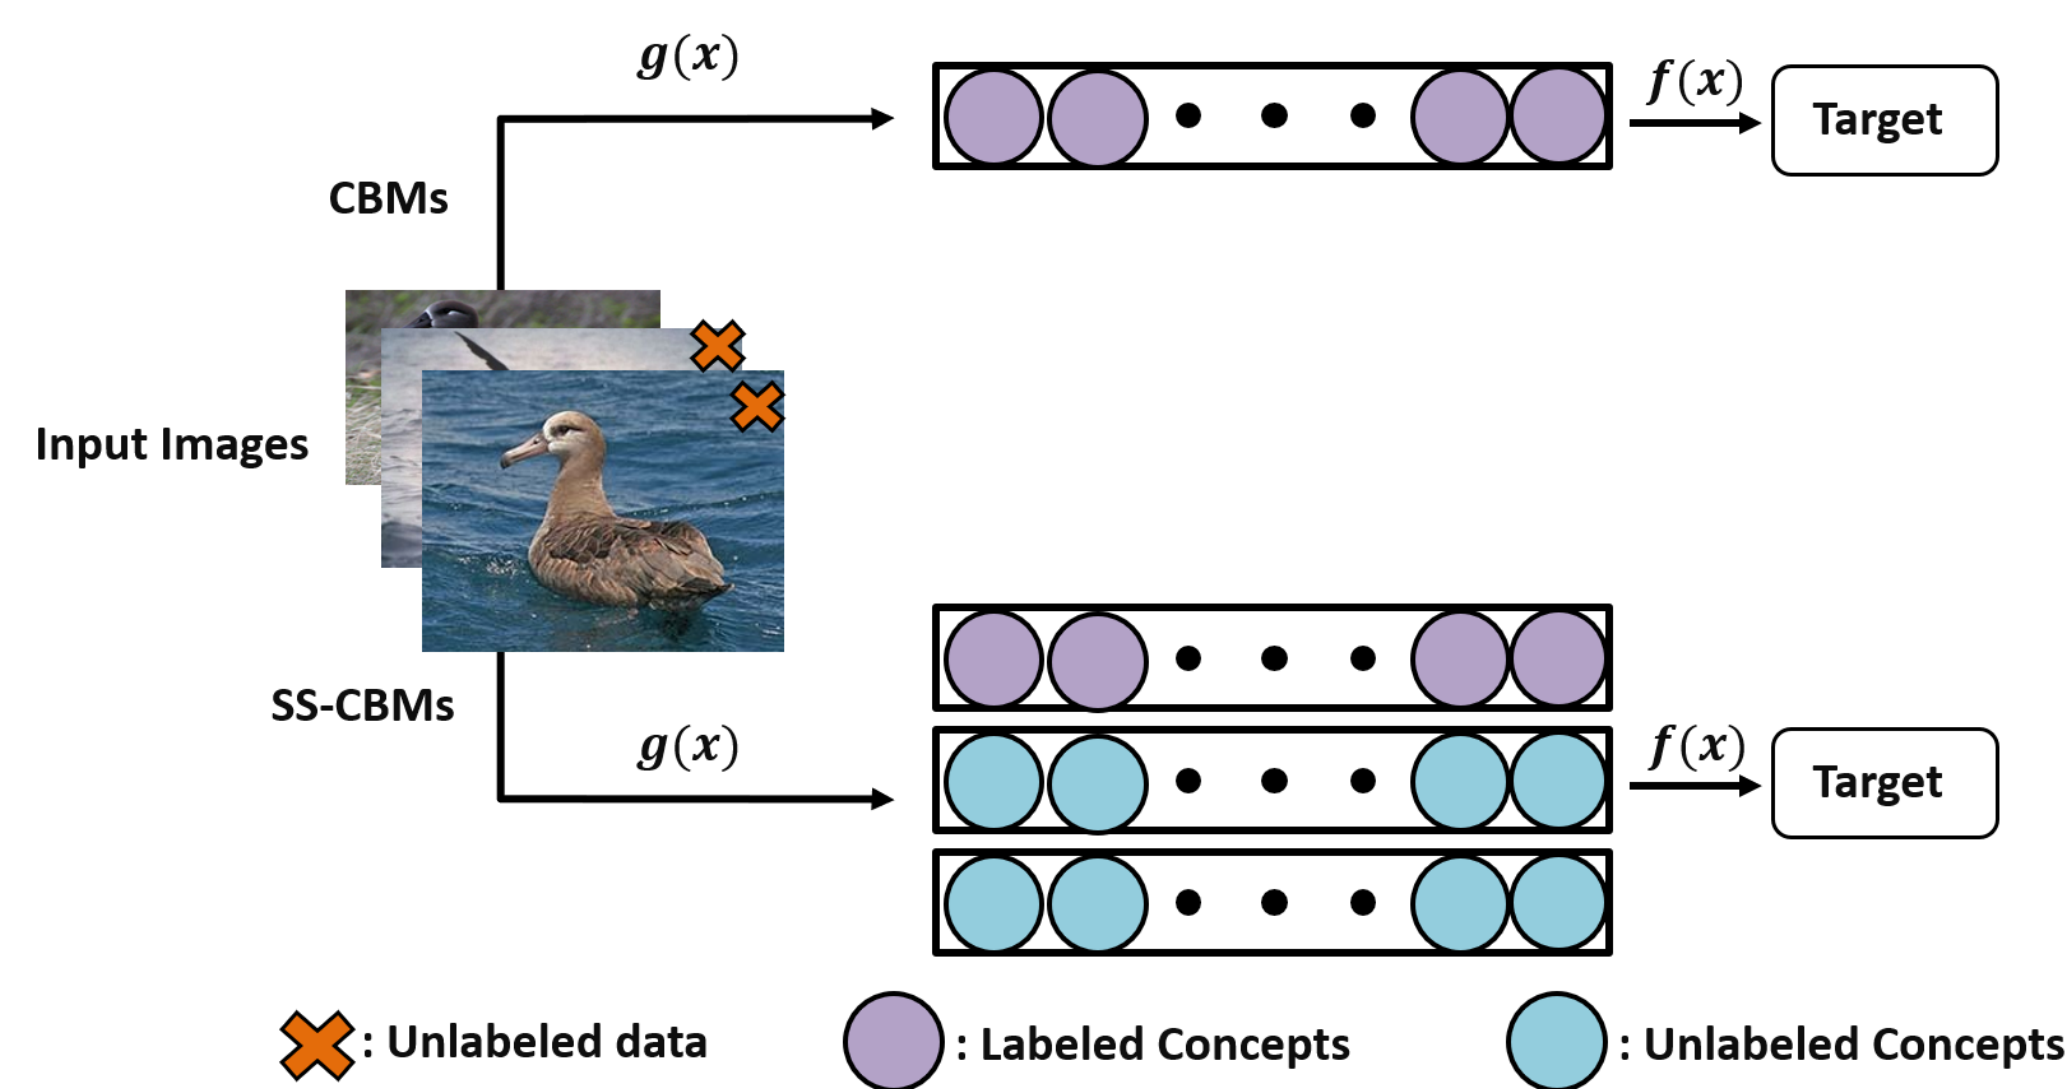 g(x)
f(x)
Target
CBMs
Input Images
SS-CBMs
g(x)
f(x)
Target
: Unlabeled data
: Labeled Concepts
: Unlabeled Concepts